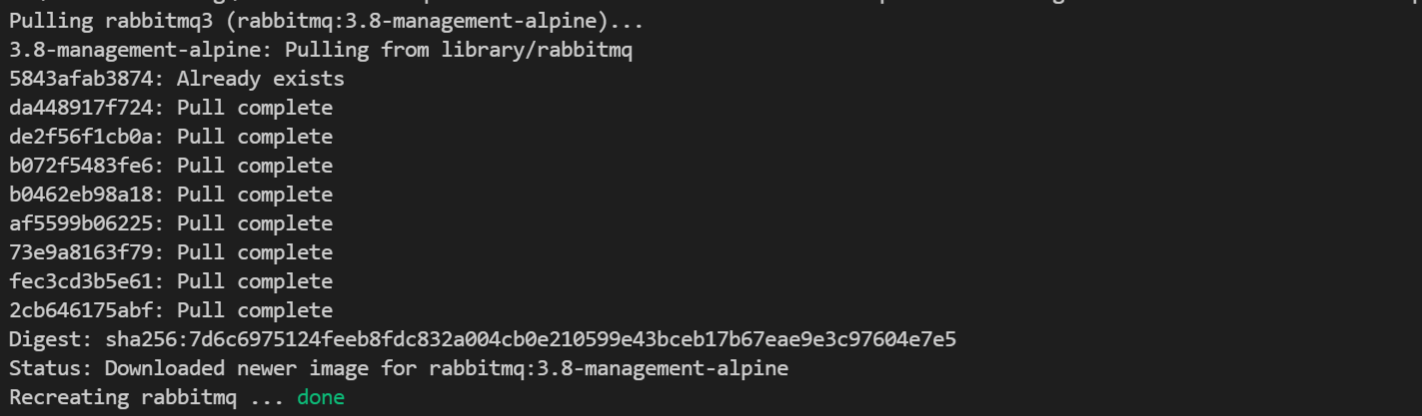 Pulling rabbitmq3 (rabbitmq:3.8-management-alpine)...
3.8-management-alpine: Pulling from library/rabbitmq
5843afab3874: Already exists
da448917f724: Pull complete
de2f56f1cb0a: Pull complete
b072f5483fe6: Pull complete
b0462eb98a18: Pull complete
af5599b06225: Pull complete
73e9a8163f79: Pull complete
fec3cd3b5e61: Pull complete
2cb646175abf: Pull complete
Digest: sha256:7d6c6975124feeb8fdc832a004cb0e210599e43bceb17b67eae9e3c97604e7e5
Status: Downloaded newer image for rabbitmq:3.8-management-alpine
Recreating rabbitmq ... done